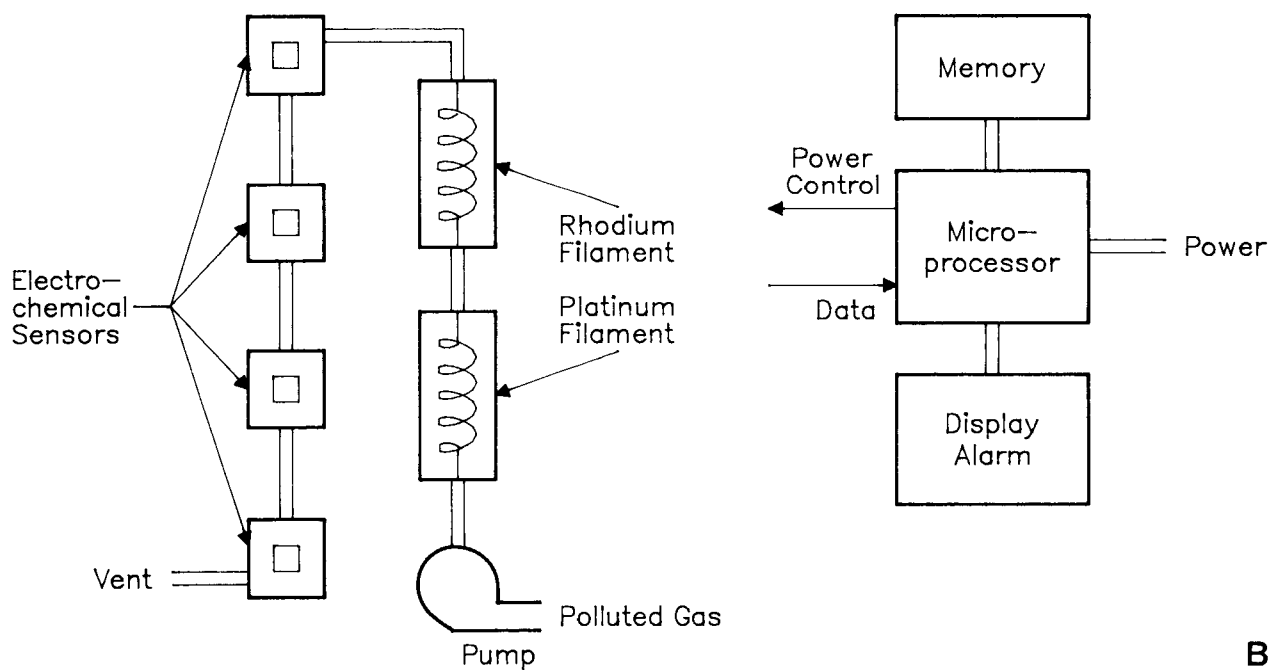 Electro-
chemical
Sensors
Vent
Rhodium
Filament
Platinum
Filament
Polluted Gas
Pump
Memory
Power
Control
Micro-
processor
Power
Data
Display
Alarm
B